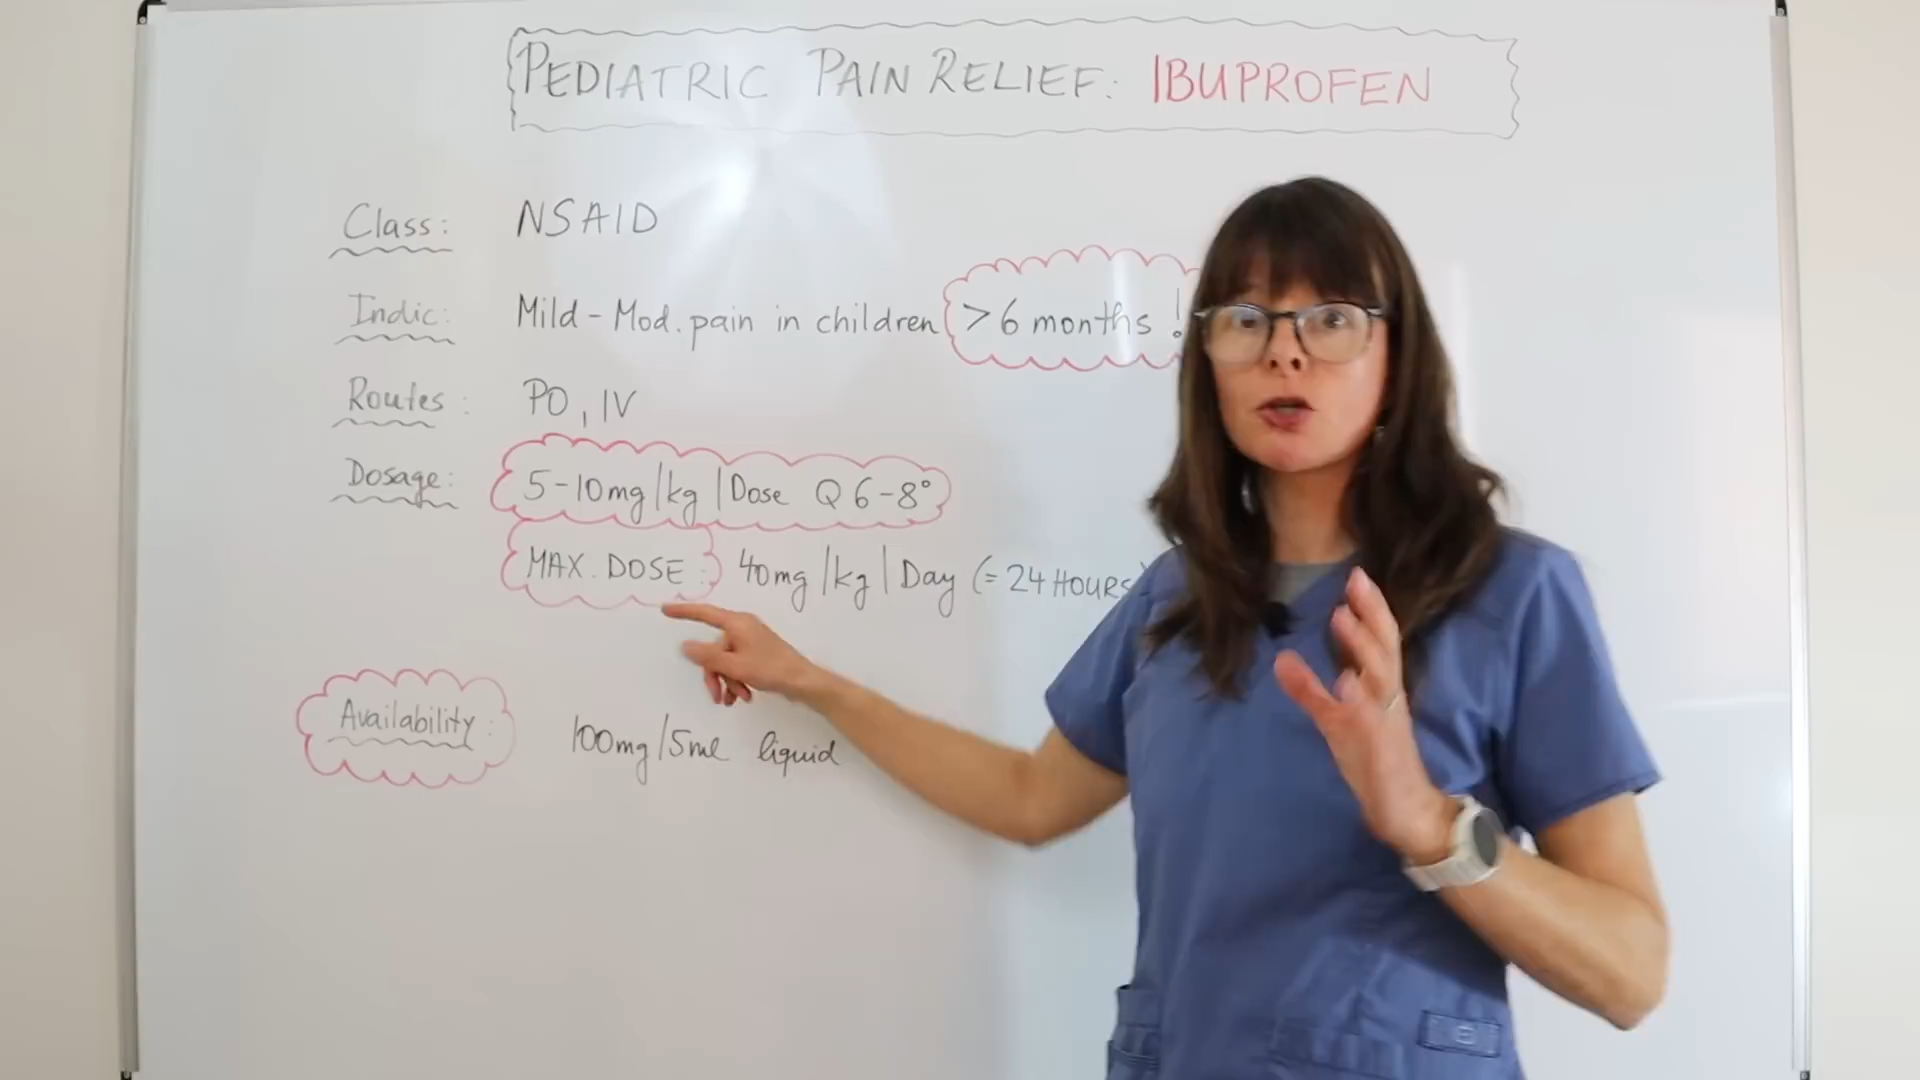 PEDIATRIC PAIN RELIEF: IBUPROFEN
Class: NSAID
Indic: Mild - Mod. pain in children >6 months !
Routes: PO, IV
Dosage: 5-10mg/kg/Dose Q 6-8°
MAX. DOSE: 40mg/kg/Day (= 24 HOURS)
Availability: 100mg/5ml liquid